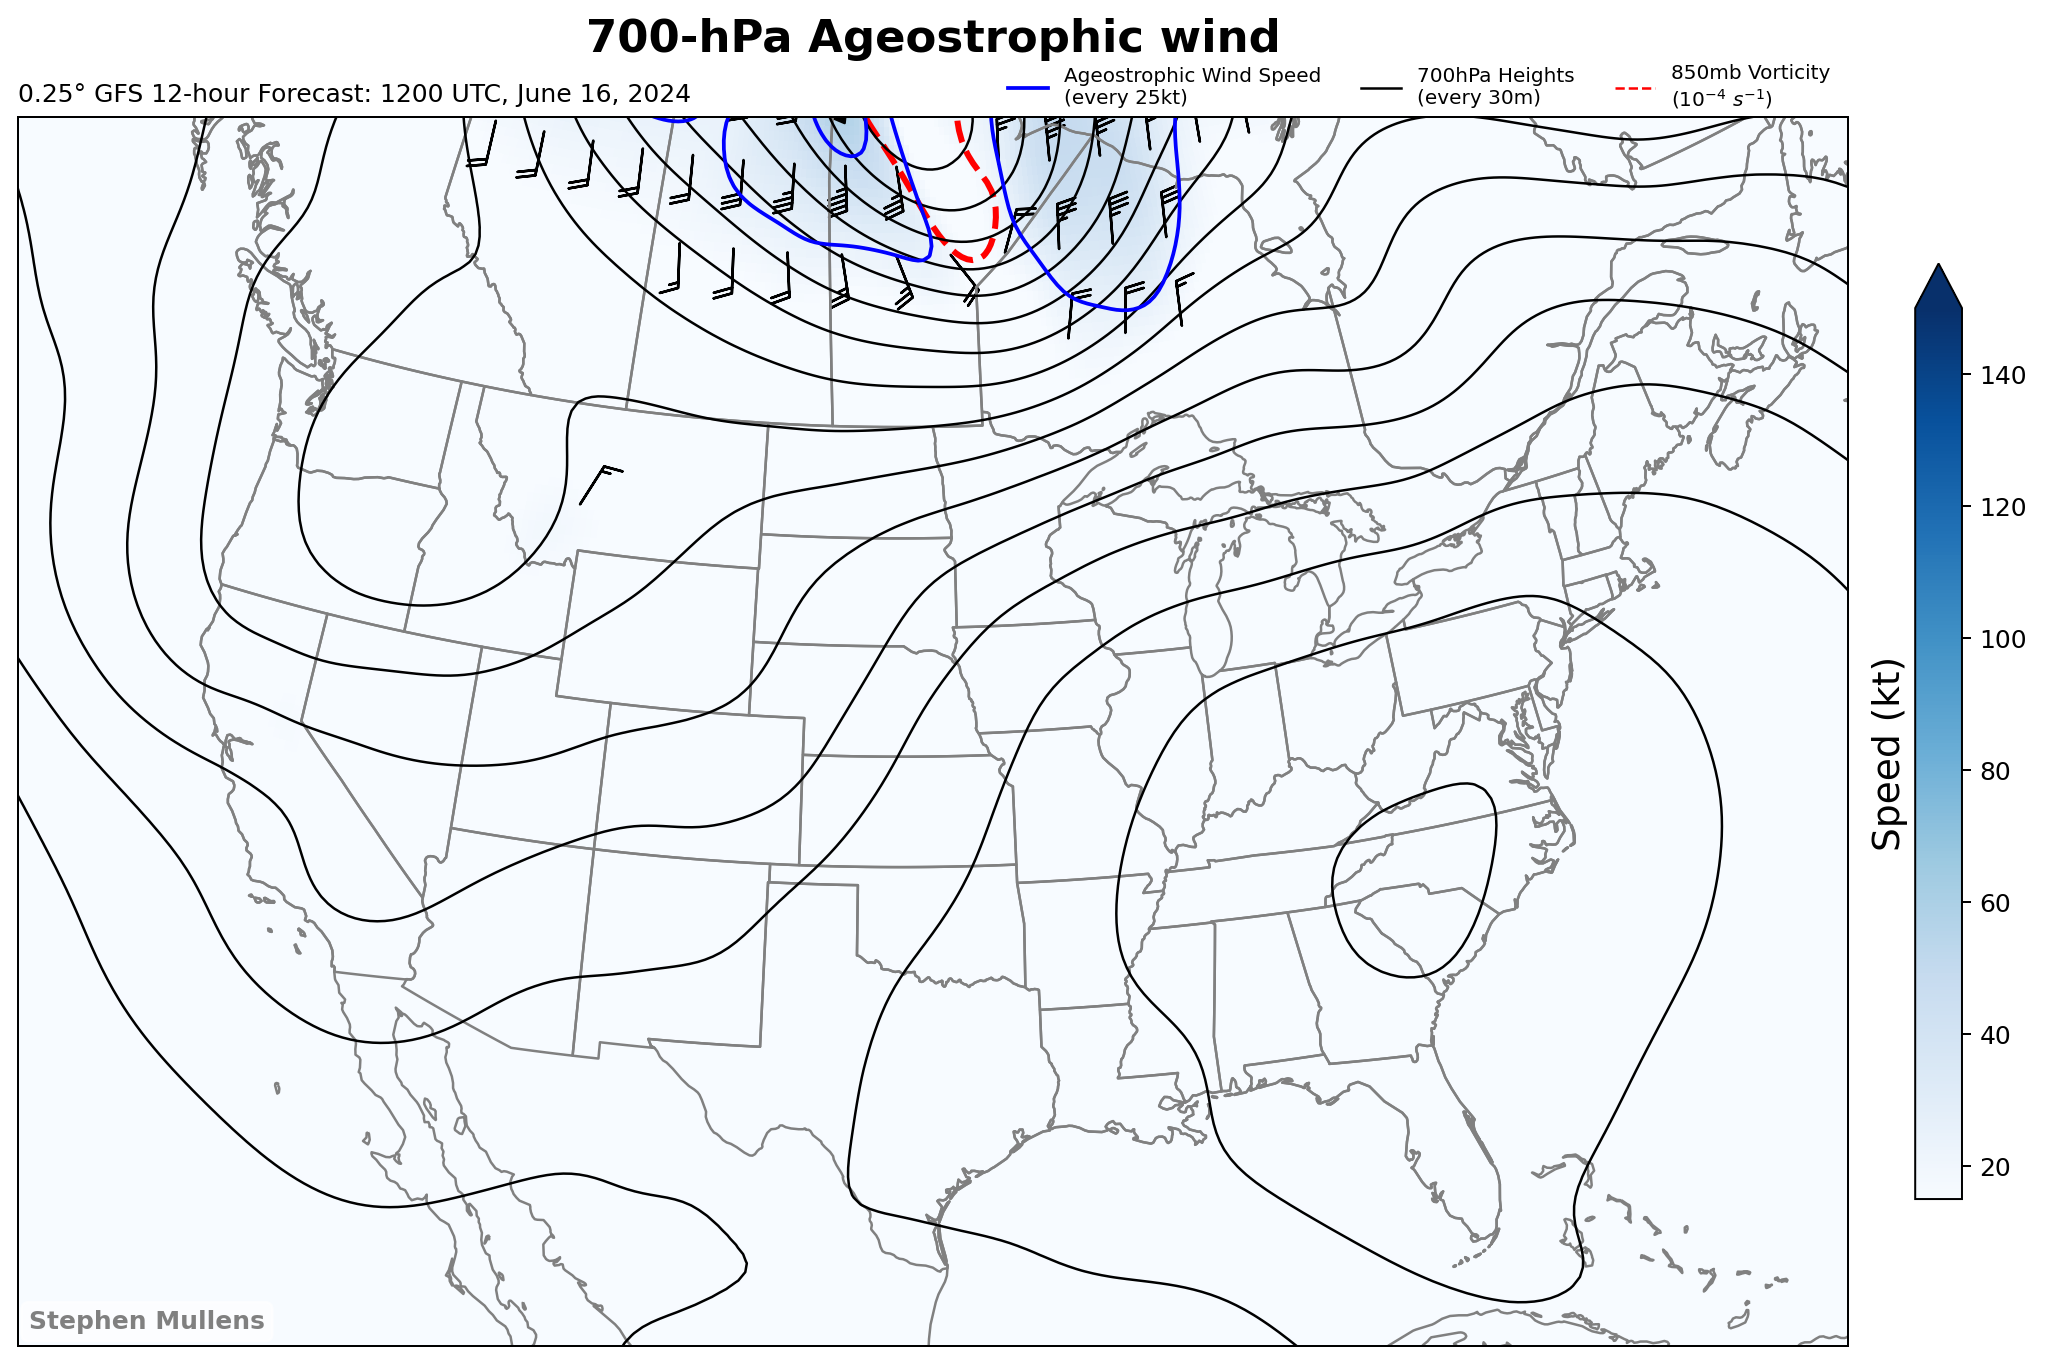 700-hPa Ageostrophic wind
0.25° GFS 12-hour Forecast: 1200 UTC, June 16, 2024
Ageostrophic Wind Speed
(every 25kt)
700hPa Heights
(every 30m)
850mb Vorticity
(10⁻⁴ s⁻¹)
140
120
100
80
60
40
20
Speed (kt)
Stephen Mullens